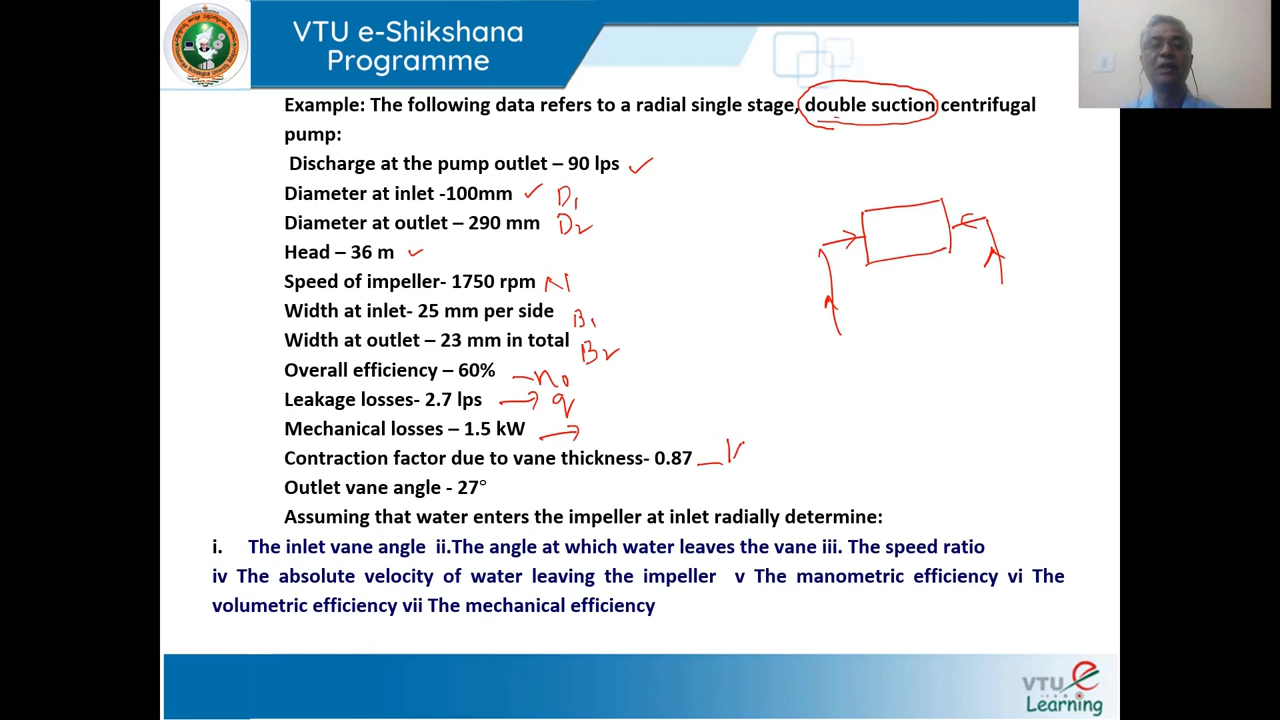 VTU e-Shikshana
Programme
Example: The following data refers to a radial single stage, double suction centrifugal
pump:
Discharge at the pump outlet – 90 lps
Diameter at inlet -100mm D1
Diameter at outlet – 290 mm D2
Head – 36 m
Speed of impeller- 1750 rpm N
Width at inlet- 25 mm per side B1
Width at outlet – 23 mm in total B2
Overall efficiency – 60% ηo
Leakage losses- 2.7 lps q
Mechanical losses – 1.5 kW
Contraction factor due to vane thickness- 0.87
Outlet vane angle - 27°
Assuming that water enters the impeller at inlet radially determine:
i. The inlet vane angle ii.The angle at which water leaves the vane iii. The speed ratio
iv The absolute velocity of water leaving the impeller v The manometric efficiency vi The
volumetric efficiency vii The mechanical efficiency
VTU e
Learning